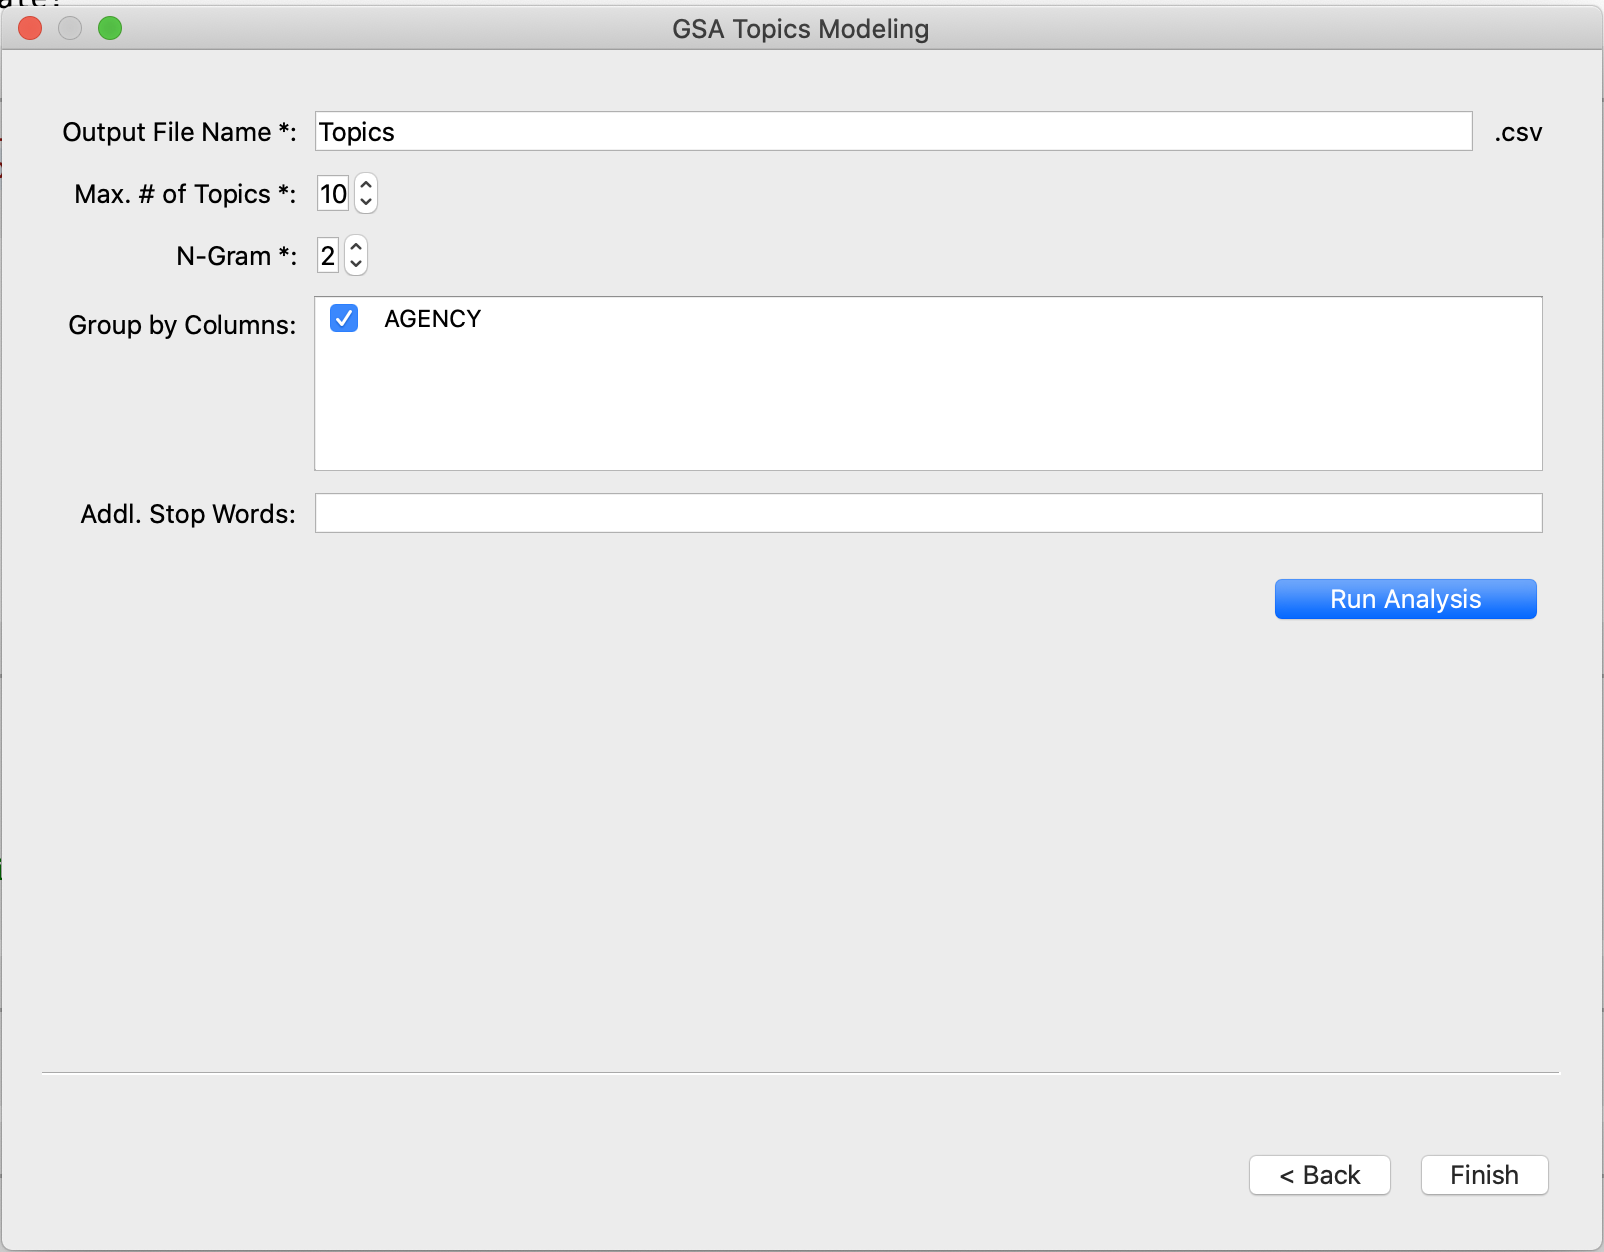 GSA Topics Modeling
Output File Name *: Topics .csv
Max. # of Topics *: 10
N-Gram *: 2
Group by Columns: AGENCY
Addl. Stop Words:
Run Analysis
< Back Finish